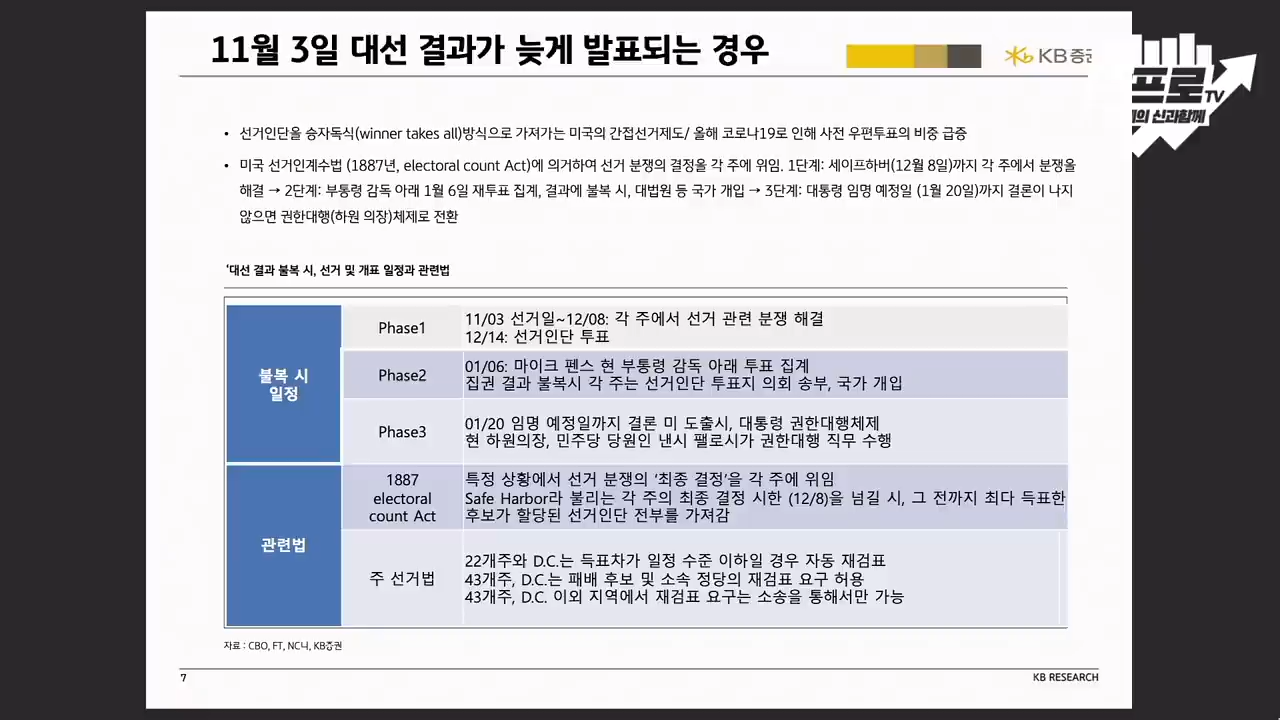 11월 3일 대선 결과가 늦게 발표되는 경우
KB증권
프로TV
의 신과함께
• 선거인단을 승자독식(winner takes all)방식으로 가져가는 미국의 간접선거제도/ 올해 코로나19로 인해 사전 우편투표의 비중 급증
• 미국 선거인계수법 (1887년, electoral count Act)에 의거하여 선거 분쟁의 결정을 각 주에 위임. 1단계: 세이프하버(12월 8일)까지 각 주에서 분쟁을
해결 → 2단계: 부통령 감독 아래 1월 6일 재투표 집계, 결과에 불복 시, 대법원 등 국가 개입 → 3단계: 대통령 임명 예정일 (1월 20일)까지 결론이 나지
않으면 권한대행(하원 의장)체제로 전환
‘대선 결과 불복 시, 선거 및 개표 일정과 관련법
불복 시
일정
Phase1
11/03 선거일~12/08: 각 주에서 선거 관련 분쟁 해결
12/14: 선거인단 투표
Phase2
01/06: 마이크 펜스 현 부통령 감독 아래 투표 집계
집권 결과 불복시 각 주는 선거인단 투표지 의회 송부, 국가 개입
Phase3
01/20 임명 예정일까지 결론 미 도출시, 대통령 권한대행체제
현 하원의장, 민주당 당원인 낸시 팰로시가 권한대행 직무 수행
관련법
1887
electoral
count Act
특정 상황에서 선거 분쟁의 ‘최종 결정’을 각 주에 위임
Safe Harbor라 불리는 각 주의 최종 결정 시한 (12/8)을 넘길 시, 그 전까지 최다 득표한
후보가 할당된 선거인단 전부를 가져감
주 선거법
22개주와 D.C.는 득표차가 일정 수준 이하일 경우 자동 재검표
43개주, D.C.는 패배 후보 및 소속 정당의 재검표 요구 허용
43개주, D.C. 이외 지역에서 재검표 요구는 소송을 통해서만 가능
자료 : CBO, FT, NC니, KB증권
7
KB RESEARCH